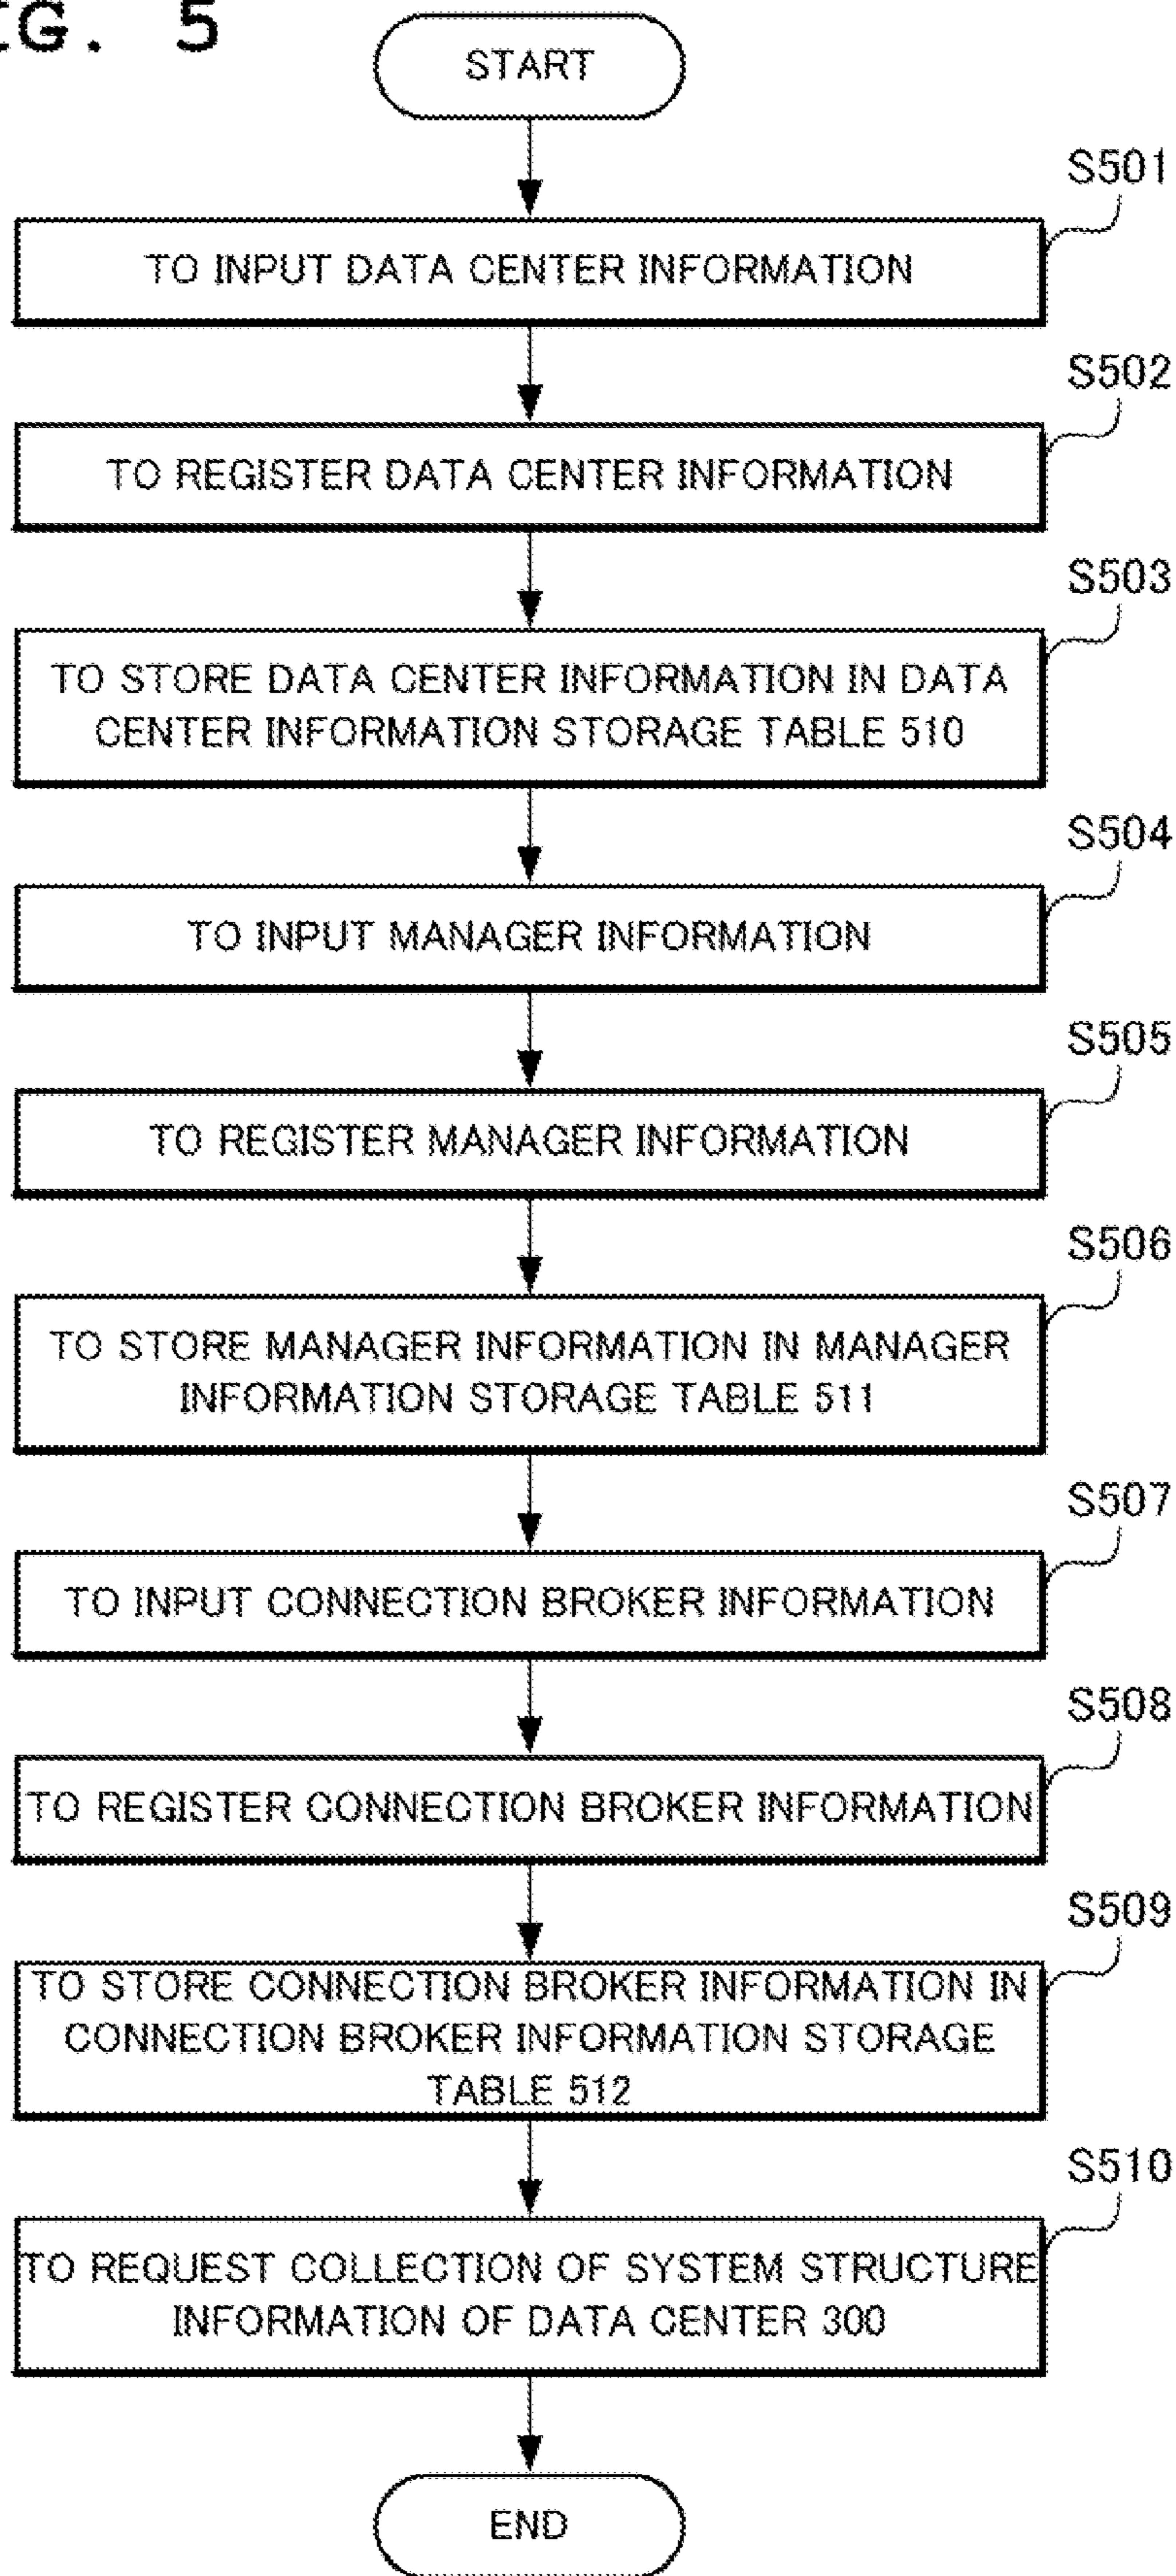 FIG. 5
START
S501
TO INPUT DATA CENTER INFORMATION
S502
TO REGISTER DATA CENTER INFORMATION
S503
TO STORE DATA CENTER INFORMATION IN DATA
CENTER INFORMATION STORAGE TABLE 510
S504
TO INPUT MANAGER INFORMATION
S505
TO REGISTER MANAGER INFORMATION
S506
TO STORE MANAGER INFORMATION IN MANAGER
INFORMATION STORAGE TABLE 511
S507
TO INPUT CONNECTION BROKER INFORMATION
S508
TO REGISTER CONNECTION BROKER INFORMATION
S509
TO STORE CONNECTION BROKER INFORMATION IN
CONNECTION BROKER INFORMATION STORAGE
TABLE 512
S510
TO REQUEST COLLECTION OF SYSTEM STRUCTURE
INFORMATION OF DATA CENTER 300
END